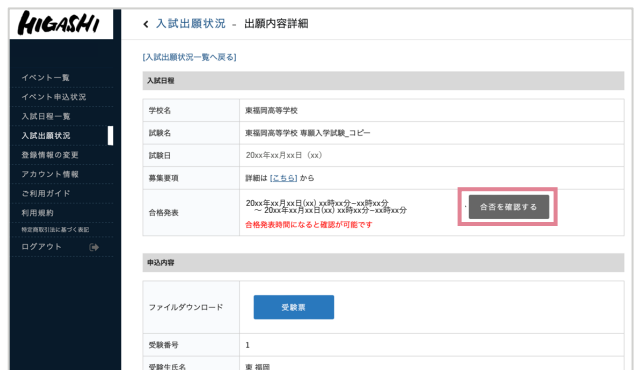 HIGASHI
イベント一覧
イベント申込状況
入試日程一覧
入試出願状況
登録情報の変更
アカウント情報
ご利用ガイド
利用規約
特定商取引法に基づく表記
ログアウト
入試出願状況 - 出願内容詳細
[入試出願状況一覧へ戻る]
入試日程
学校名 東福岡高等学校
試験名 東福岡高等学校 専願入学試験_コピー
試験日 20xx年xx月xx日（xx）
募集要項 詳細は [こちら] から
合格発表 20xx年xx月xx日(xx) xx時xx分-xx時xx分
～ 20xx年xx月xx日(xx) xx時xx分-xx時xx分
合格発表時間になると確認が可能です
・合否を確認する
申込内容
ファイルダウンロード 受験票
受験番号 1
受験生氏名 東 福岡